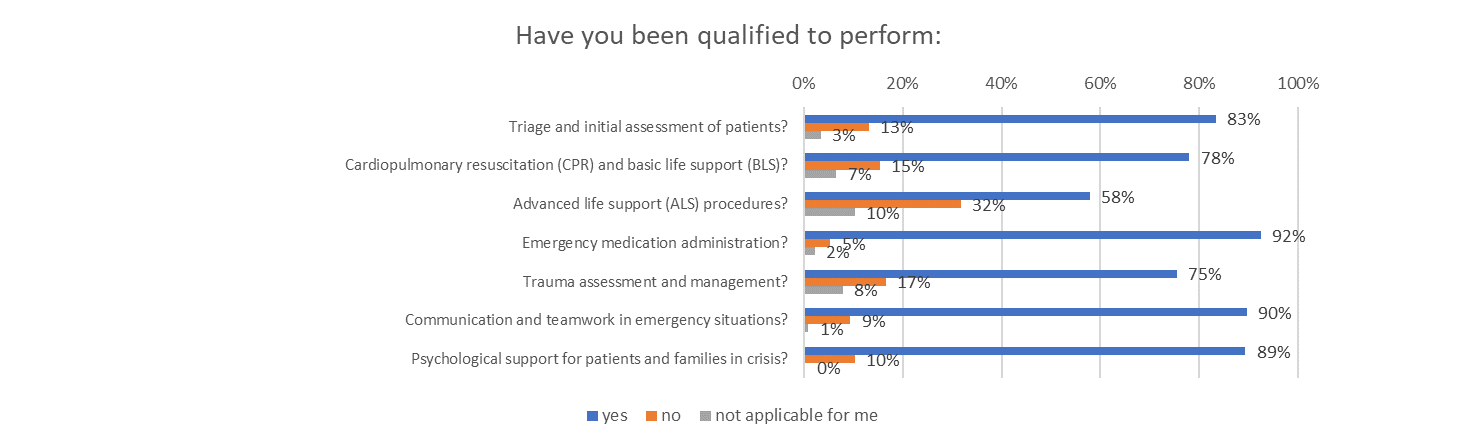 Have you been qualified to perform:
0% 20% 40% 60% 80% 100%
Triage and initial assessment of patients? 83% 13% 3%
Cardiopulmonary resuscitation (CPR) and basic life support (BLS)? 78% 15% 7%
Advanced life support (ALS) procedures? 58% 32% 10%
Emergency medication administration? 92% 5% 2%
Trauma assessment and management? 75% 17% 8%
Communication and teamwork in emergency situations? 90% 9% 1%
Psychological support for patients and families in crisis? 89% 10% 0%
yes no not applicable for me